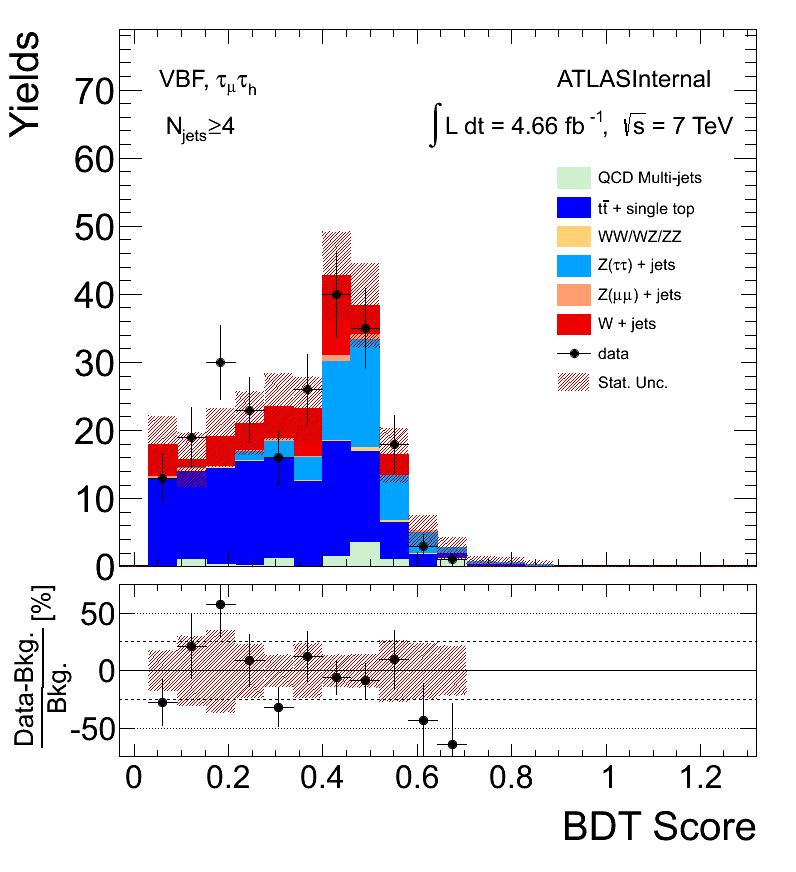 Yields
VBF, τμτh
ATLASInternal
Njets≥4
∫ L dt = 4.66 fb-1, √s = 7 TeV
QCD Multi-jets
tt̄ + single top
WW/WZ/ZZ
Z(ττ) + jets
Z(μμ) + jets
W + jets
data
Stat. Unc.
70
60
50
40
30
20
10
0
Data-Bkg.
Bkg.
[%]
50
0
-50
0 0.2 0.4 0.6 0.8 1 1.2
BDT Score